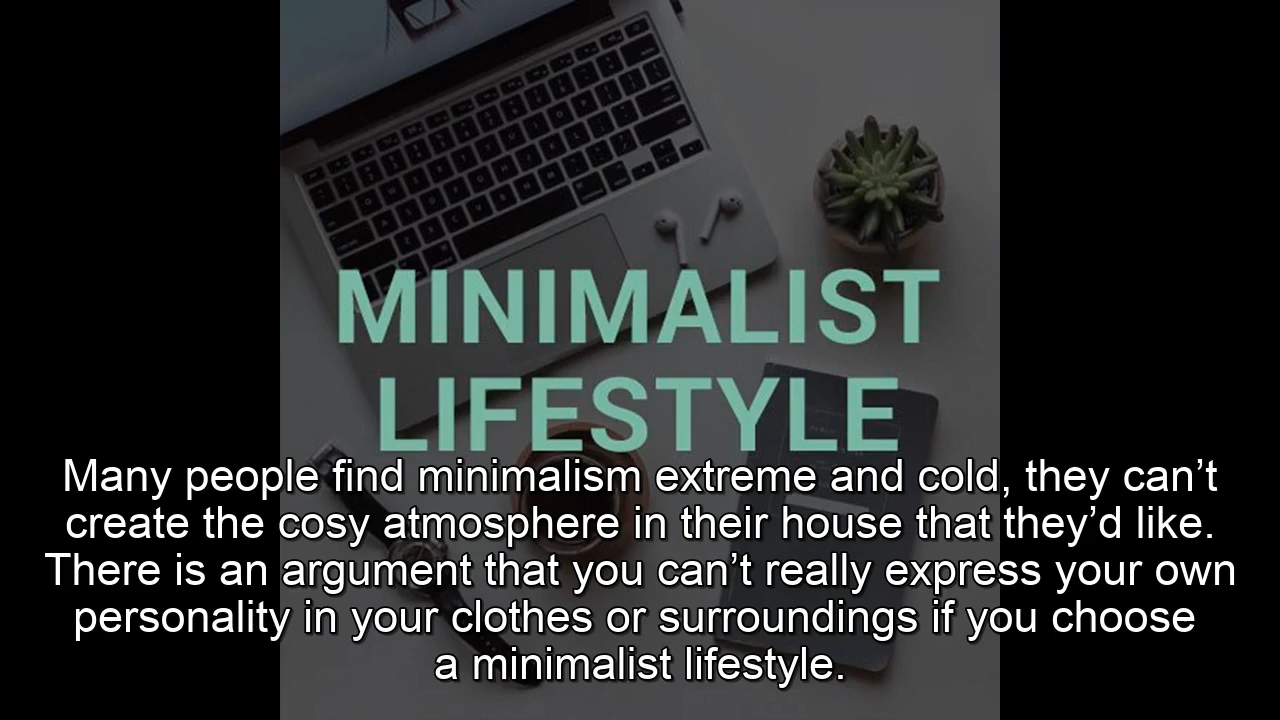 MINIMALIST
LIFESTYLE
Many people find minimalism extreme and cold, they can’t
create the cosy atmosphere in their house that they’d like.
There is an argument that you can’t really express your own
personality in your clothes or surroundings if you choose
a minimalist lifestyle.